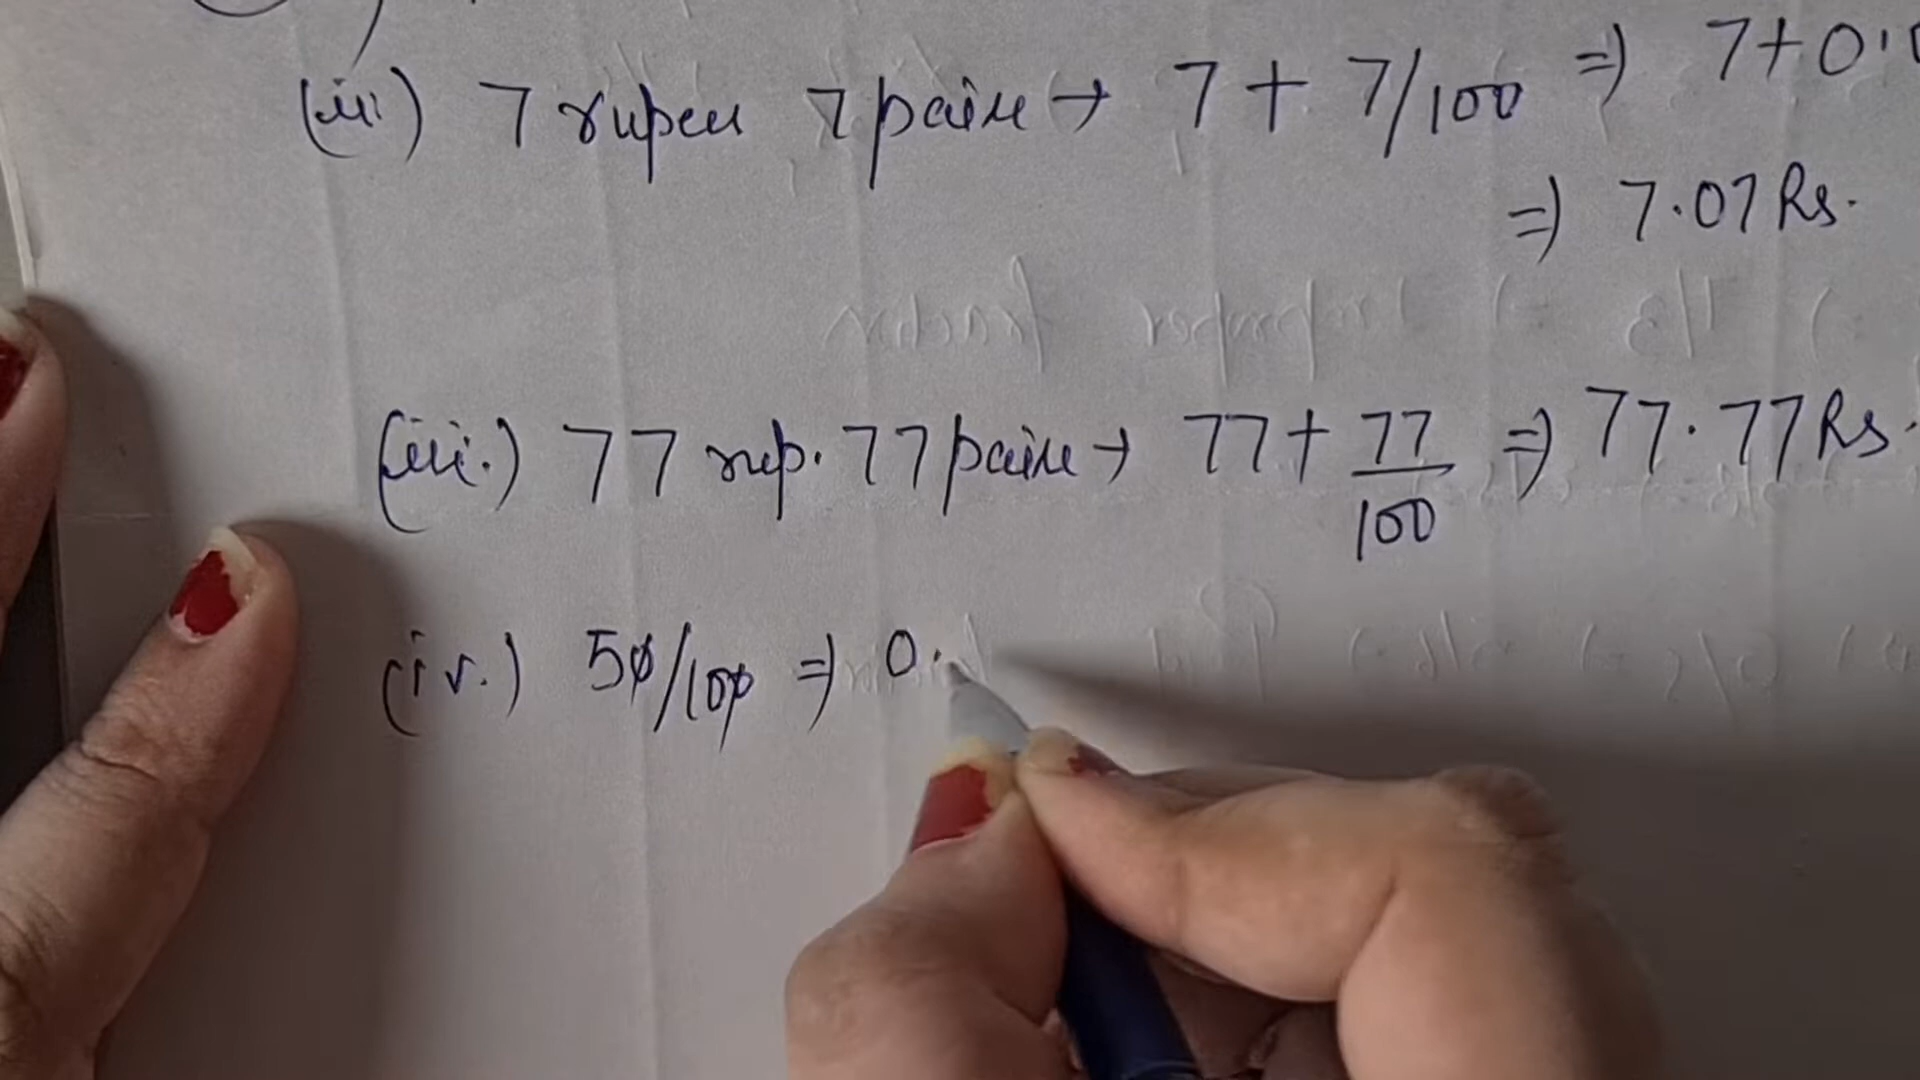 (iii) 7 rupees 7 paise → 7 + 7/100 ⇒ 7+0.0
⇒ 7.07 Rs.
(iii.) 77 rup. 77 paise → 77 + 77/100 ⇒ 77.77 Rs.
(iv.) 50/100 ⇒ 0.